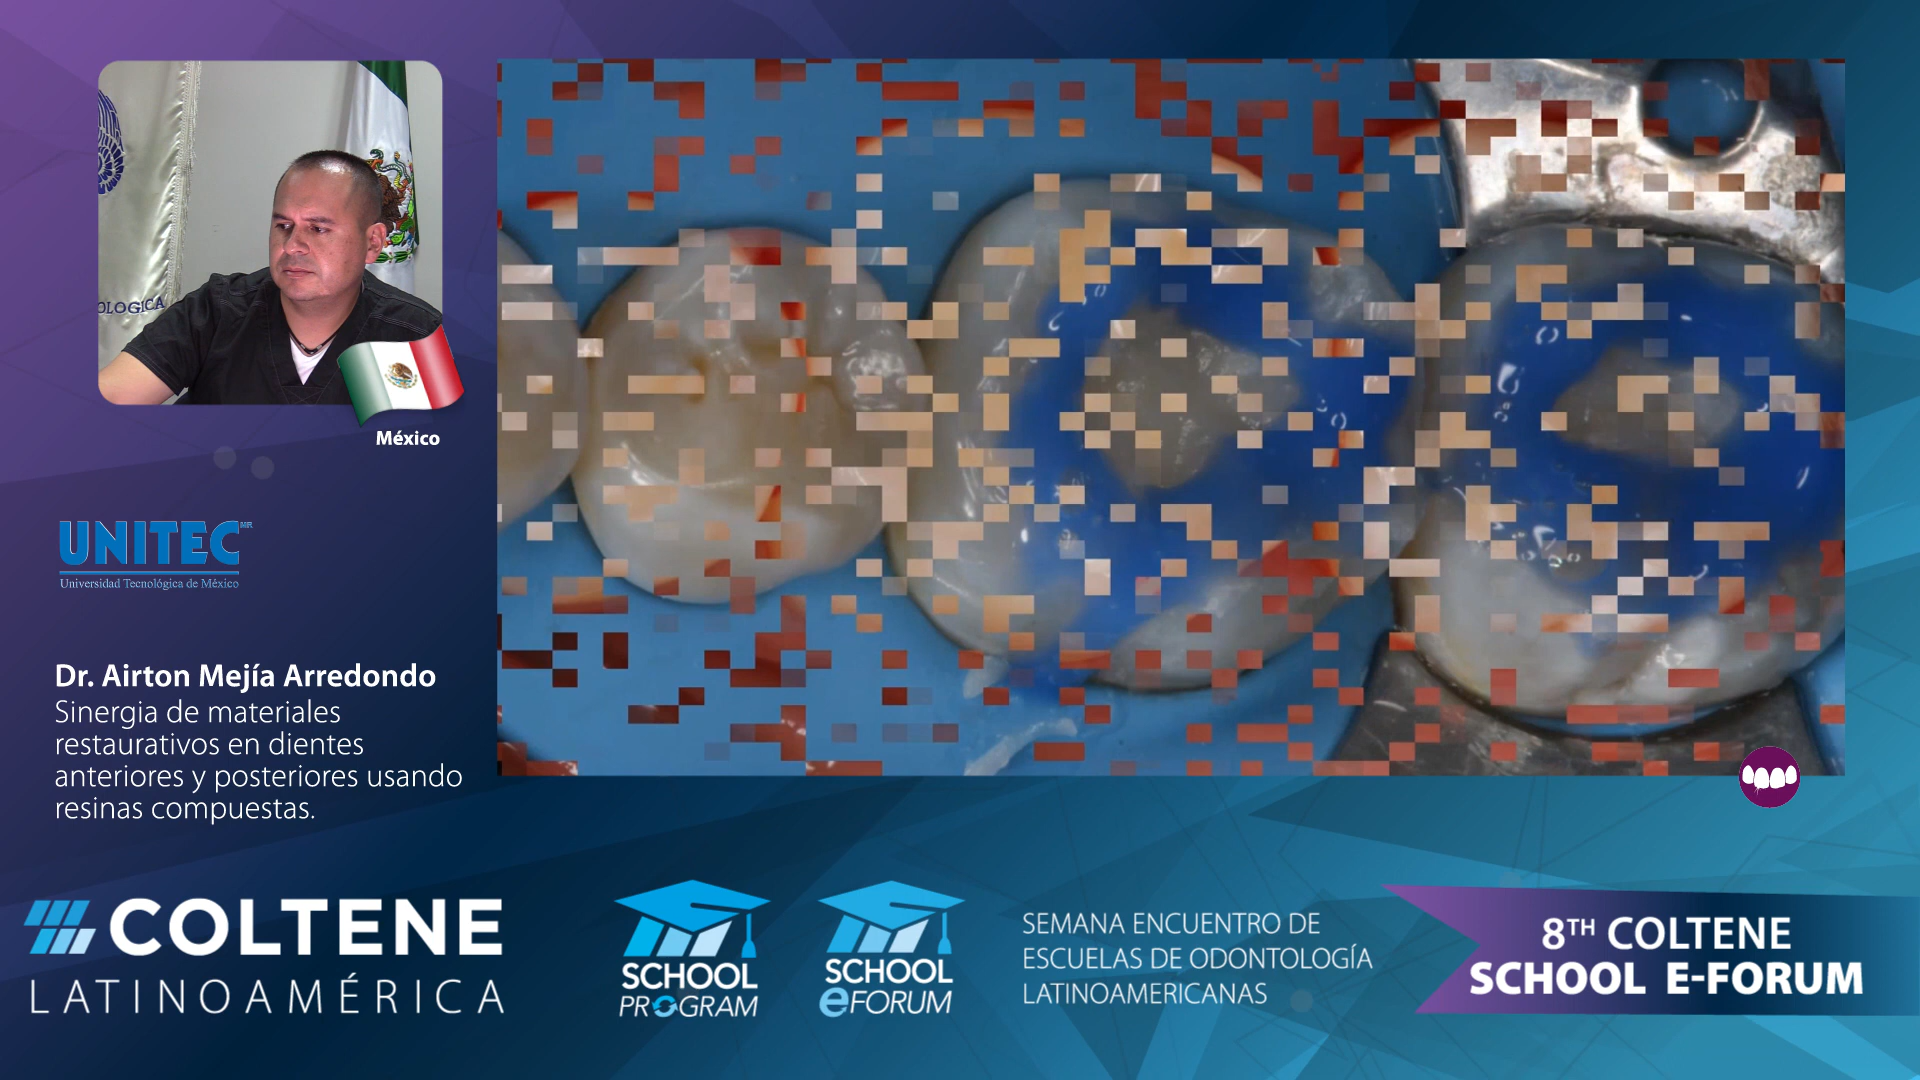 OLOGICA
México
UNITEC MR
Universidad Tecnológica de México
Dr. Airton Mejía Arredondo
Sinergia de materiales
restaurativos en dientes
anteriores y posteriores usando
resinas compuestas.
COLTENE
LATINOAMÉRICA
SCHOOL
PROGRAM
SCHOOL
eFORUM
SEMANA ENCUENTRO DE
ESCUELAS DE ODONTOLOGÍA
LATINOAMERICANAS
8TH COLTENE
SCHOOL E-FORUM